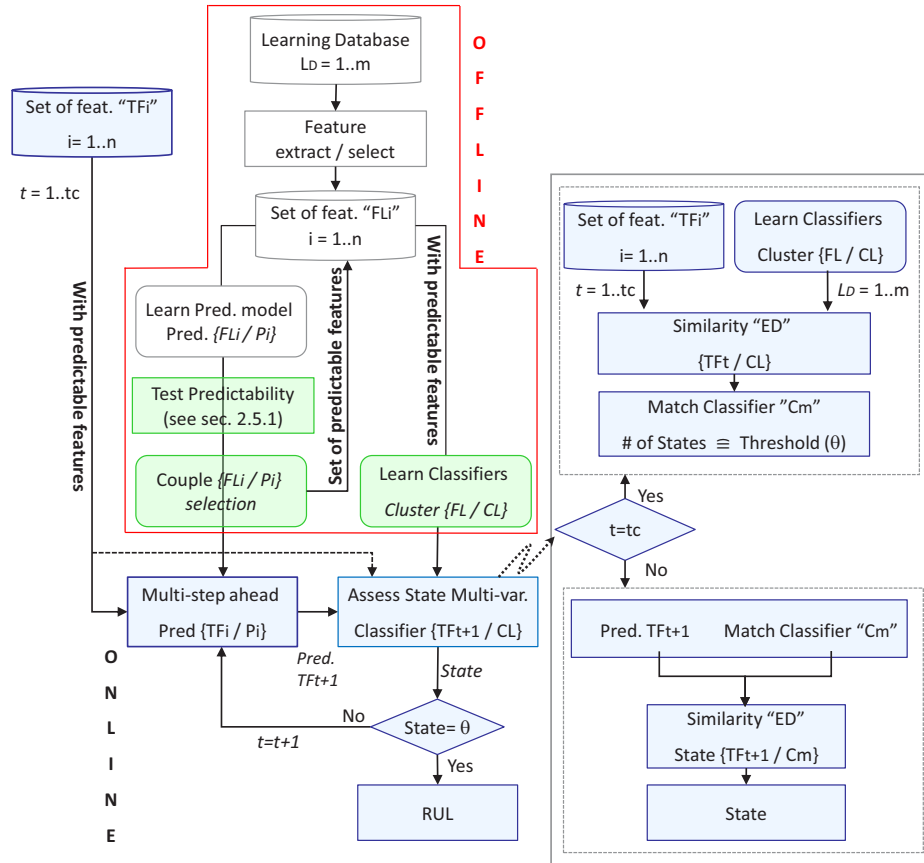 Learning Database
LD = 1..m
O
F
F
L
I
N
E
Set of feat. “TFi”
i= 1..n
Feature
extract / select
t = 1..tc
Set of feat. “FLi”
i = 1..n
With predictable features
Learn Pred. model
Pred. {FLi / Pi}
Set of predictable features
With predictable features
Test Predictability
(see sec. 2.5.1)
Couple {FLi / Pi}
selection
Learn Classifiers
Cluster {FL / CL}
Multi-step ahead
Pred {TFi / Pi}
Assess State Multi-var.
Classifier {TFt+1 / CL}
Pred.
TFt+1
State
O
N
L
I
N
E
No
t=t+1
State= θ
Yes
RUL
Set of feat. “TFi”
i= 1..n
Learn Classifiers
Cluster {FL / CL}
t = 1..tc
LD = 1..m
Similarity “ED”
{TFt / CL}
Match Classifier ”Cm”
# of States ≡ Threshold (θ)
Yes
t=tc
No
Pred. TFt+1
Match Classifier “Cm”
Similarity “ED”
State {TFt+1 / Cm}
State